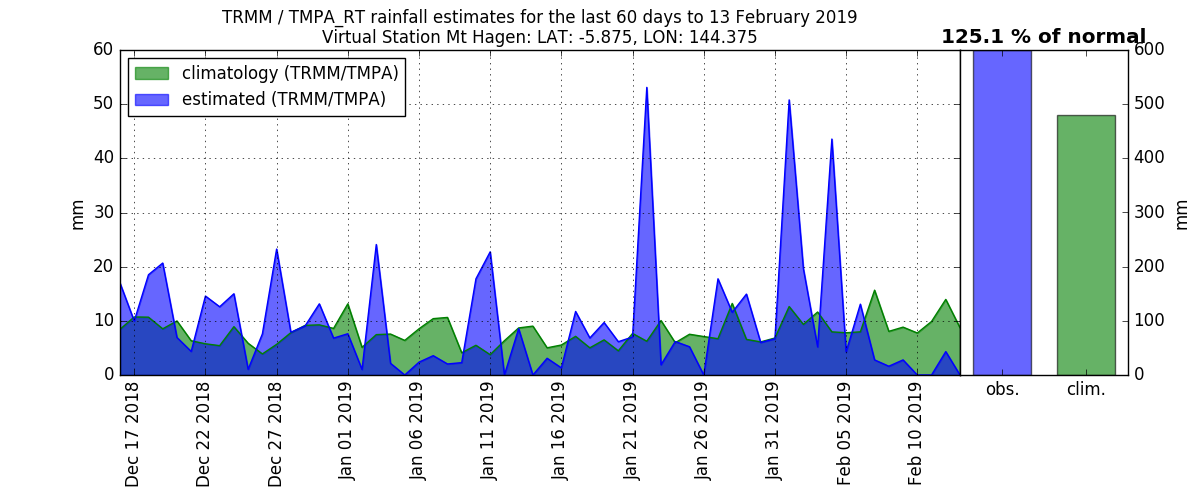 TRMM / TMPA_RT rainfall estimates for the last 60 days to 13 February 2019
Virtual Station Mt Hagen: LAT: -5.875, LON: 144.375
125.1 % of normal
climatology (TRMM/TMPA)
estimated (TRMM/TMPA)
mm
60
50
40
30
20
10
0
Dec 17 2018
Dec 22 2018
Dec 27 2018
Jan 01 2019
Jan 06 2019
Jan 11 2019
Jan 16 2019
Jan 21 2019
Jan 26 2019
Jan 31 2019
Feb 05 2019
Feb 10 2019
obs.
clim.
600
500
400
300
200
100
0
mm